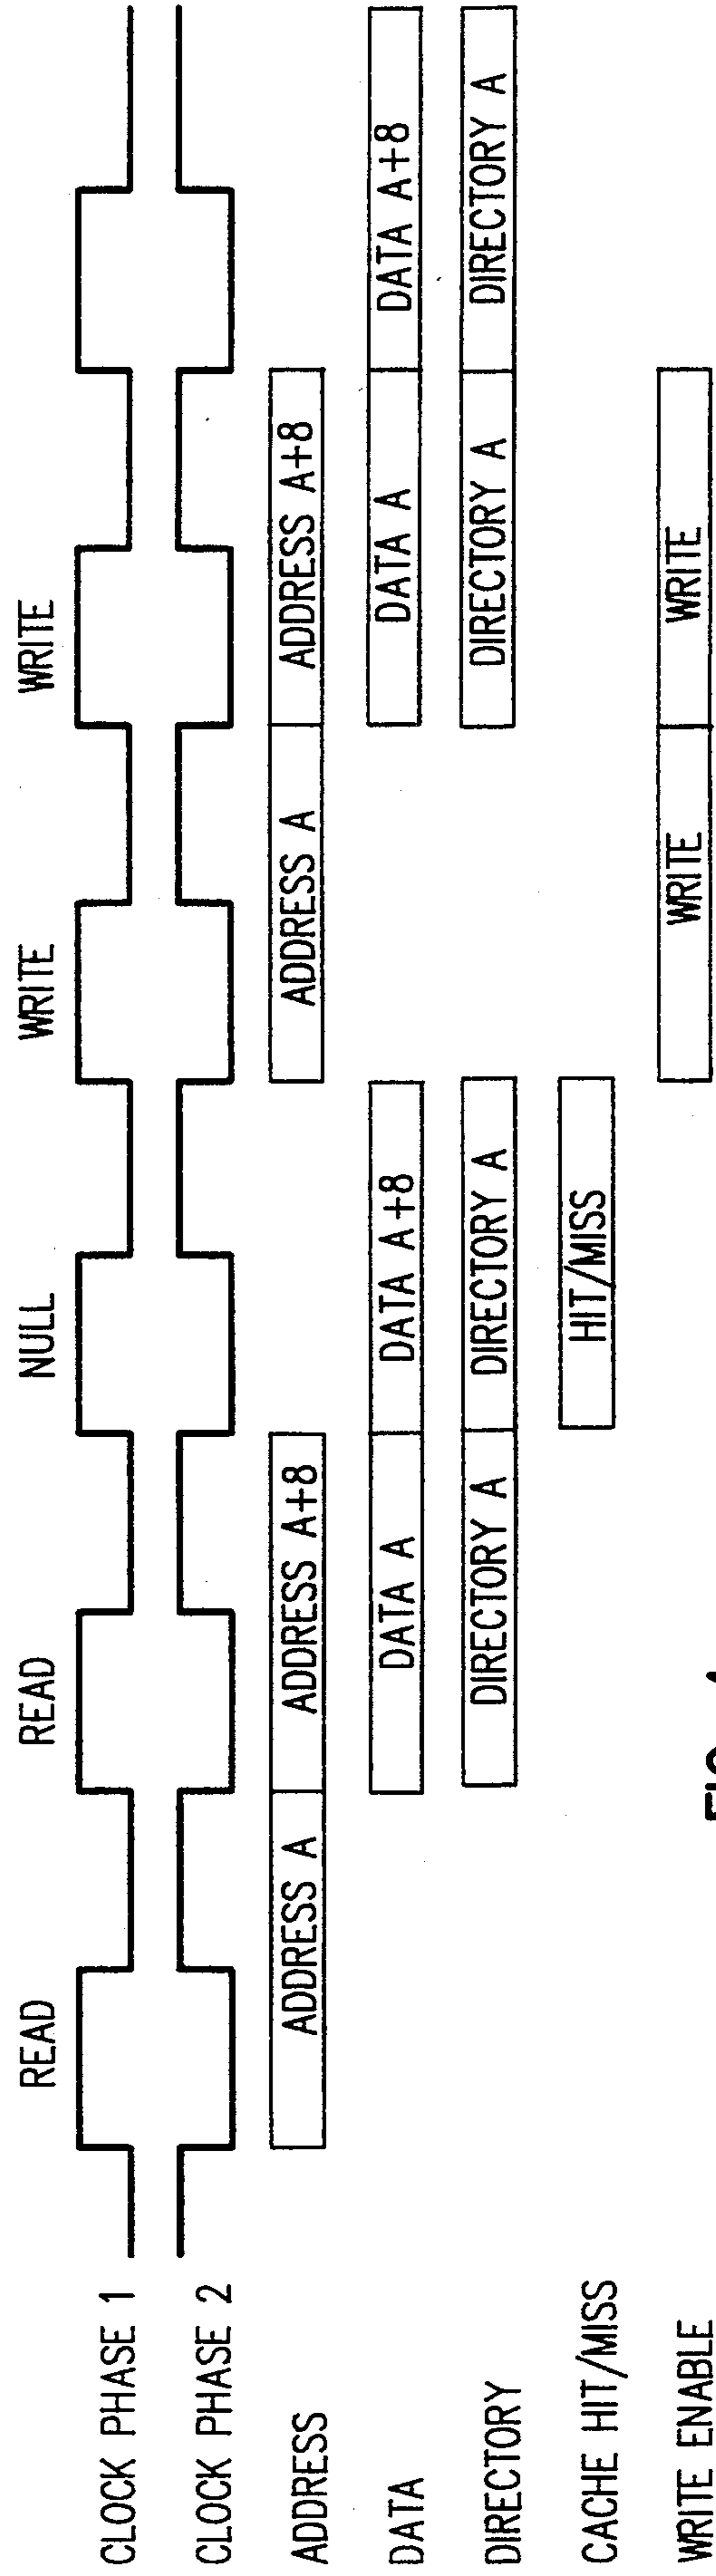 READ READ NULL WRITE WRITE
CLOCK PHASE 1
CLOCK PHASE 2
ADDRESS ADDRESS A ADDRESS A+8 ADDRESS A ADDRESS A+8
DATA DATA A DATA A+8 DATA A DATA A+8
DIRECTORY DIRECTORY A DIRECTORY A DIRECTORY A DIRECTORY A
CACHE HIT/MISS HIT/MISS
WRITE ENABLE WRITE WRITE
FIG.